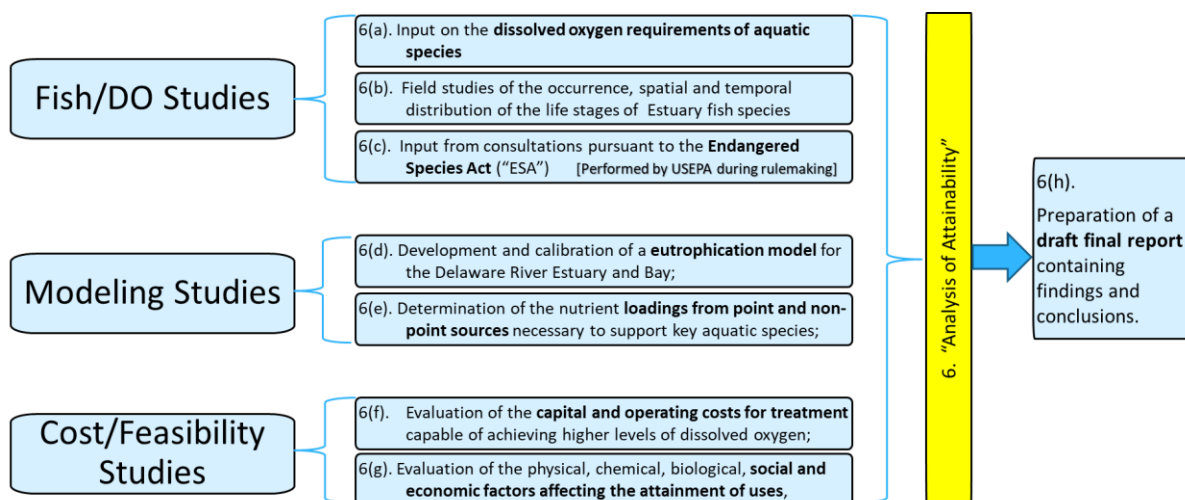 Fish/DO Studies
6(a). Input on the dissolved oxygen requirements of aquatic
species
6(b). Field studies of the occurrence, spatial and temporal
distribution of the life stages of Estuary fish species
6(c). Input from consultations pursuant to the Endangered
Species Act (“ESA”) [Performed by USEPA during rulemaking]
Modeling Studies
6(d). Development and calibration of a eutrophication model for
the Delaware River Estuary and Bay;
6(e). Determination of the nutrient loadings from point and non-
point sources necessary to support key aquatic species;
Cost/Feasibility
Studies
6(f). Evaluation of the capital and operating costs for treatment
capable of achieving higher levels of dissolved oxygen;
6(g). Evaluation of the physical, chemical, biological, social and
economic factors affecting the attainment of uses,
6. “Analysis of Attainability”
6(h).
Preparation of a
draft final report
containing
findings and
conclusions.